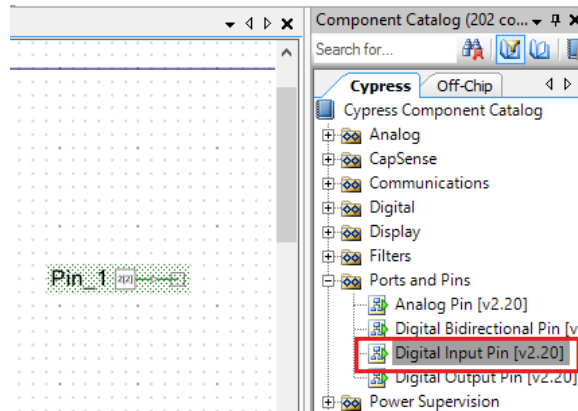 Component Catalog (202 co...
Search for...
Cypress
Off-Chip
Cypress Component Catalog
Analog
CapSense
Communications
Digital
Display
Filters
Ports and Pins
Analog Pin [v2.20]
Digital Bidirectional Pin [v
Digital Input Pin [v2.20]
Digital Output Pin [v2.20]
Power Supervision
Pin_1